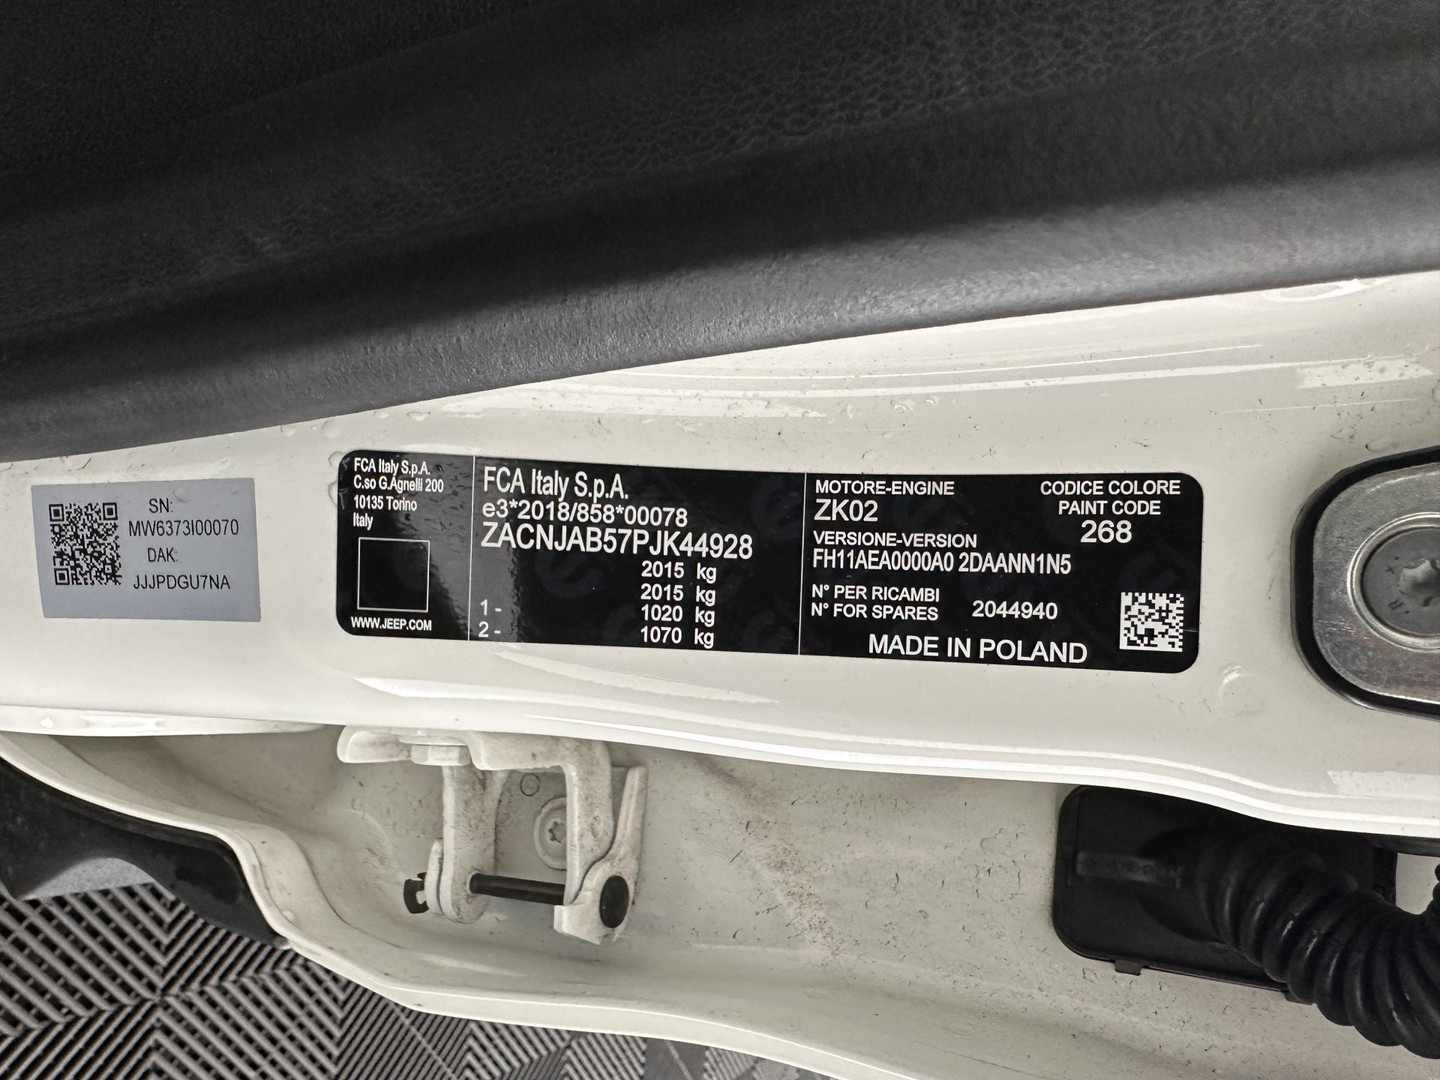 SN:
MW6373I00070
DAK:
JJJPDGU7NA
FCA Italy S.p.A.
C.so G.Agnelli 200
10135 Torino
Italy
WWW.JEEP.COM
FCA Italy S.p.A.
e3*2018/858*00078
ZACNJAB57PJK44928
2015 kg
2015 kg
1 - 1020 kg
2 - 1070 kg
MOTORE-ENGINE
ZK02
VERSIONE-VERSION
FH11AEA0000A0 2DAANN1N5
N° PER RICAMBI
N° FOR SPARES 2044940
CODICE COLORE
PAINT CODE
268
MADE IN POLAND